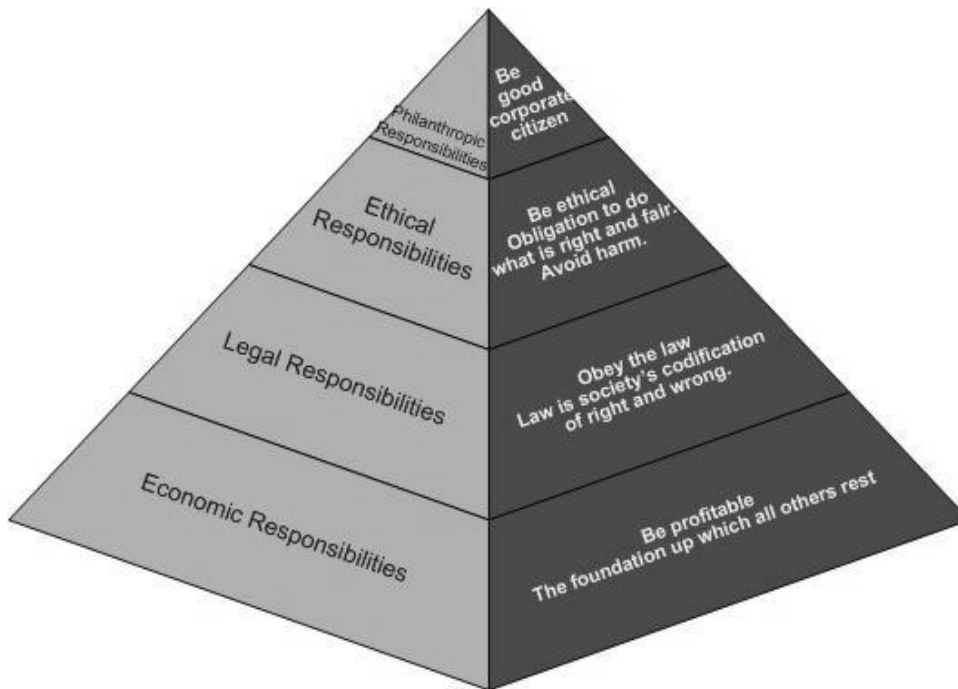 Philanthropic
Responsibilities
Be
good
corporate
citizen
Ethical
Responsibilities
Be ethical
Obligation to do
what is right and fair.
Avoid harm.
Legal Responsibilities
Obey the law
Law is society's codification
of right and wrong.
Economic Responsibilities
Be profitable
The foundation up which all others rest